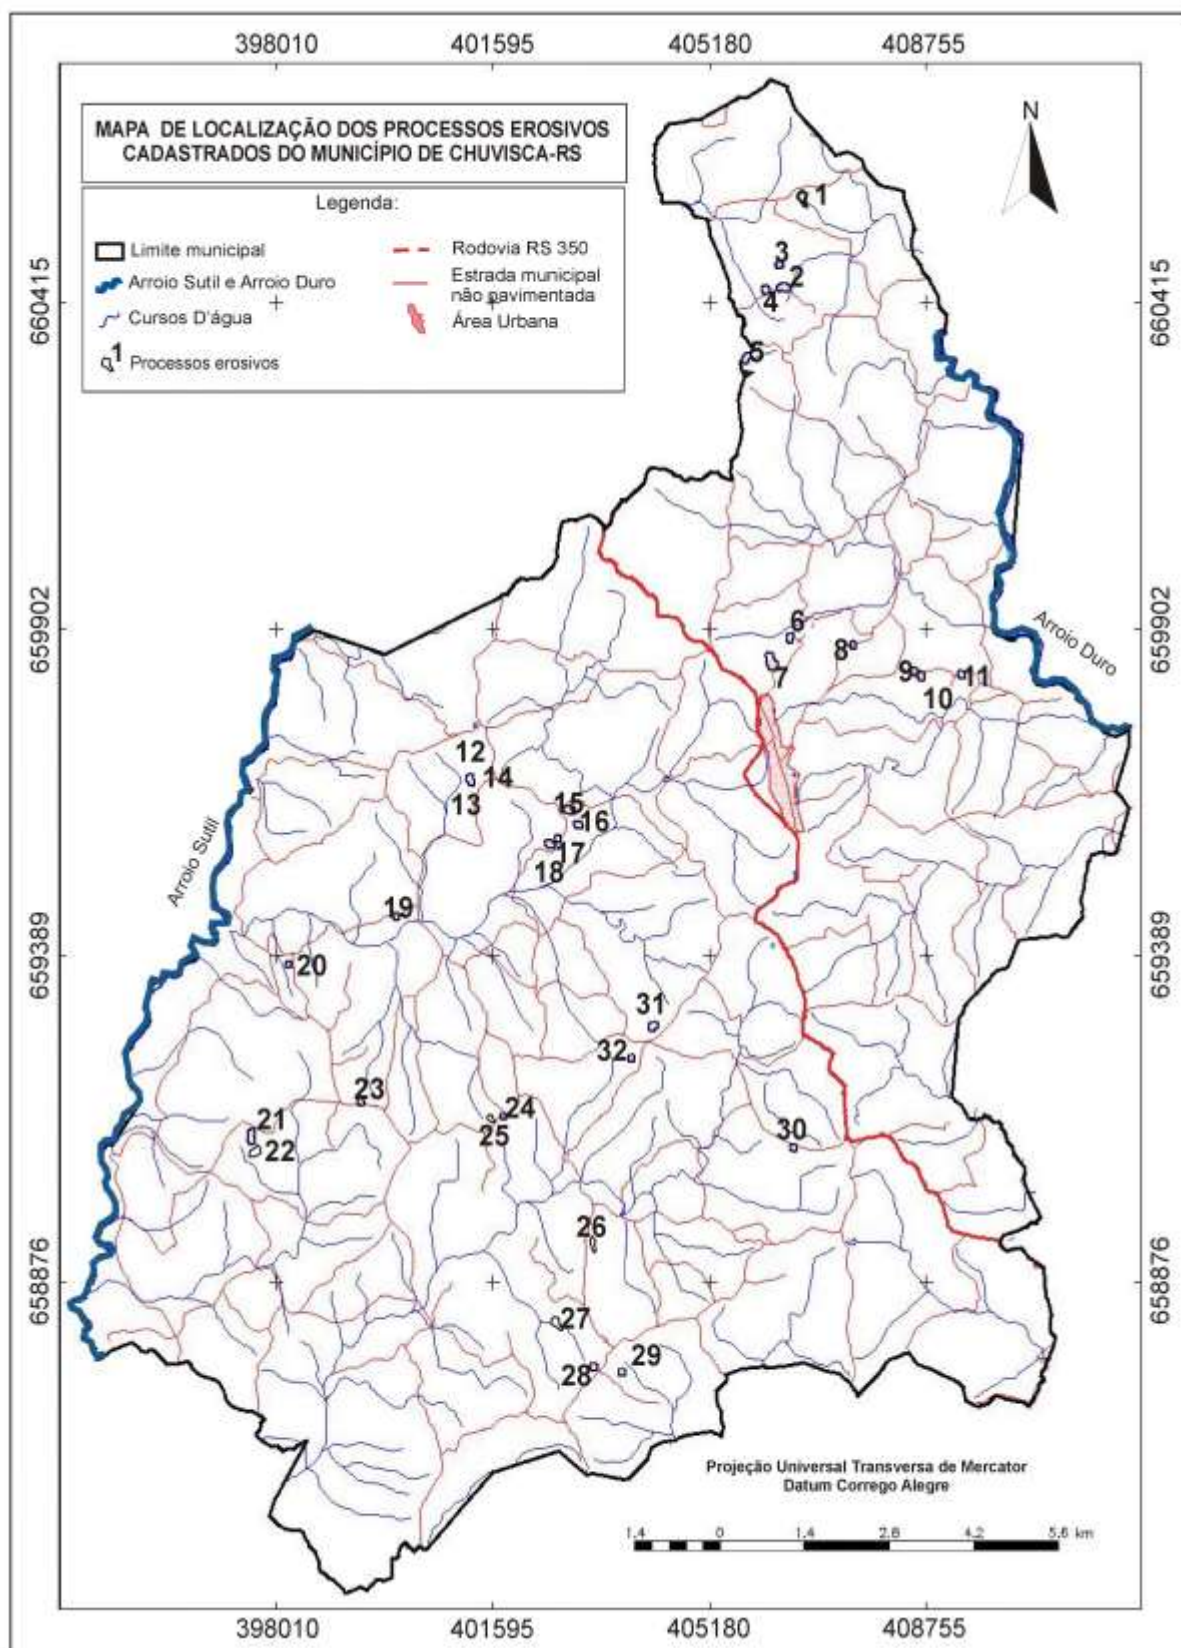 398010 401595 405180 408755
MAPA DE LOCALIZAÇÃO DOS PROCESSOS EROSIVOS
CADASTRADOS DO MUNICÍPIO DE CHUVISCA-RS
Legenda:
Limite municipal
Arroio Sutil e Arroio Duro
Cursos D'água
1 Processos erosivos
Rodovia RS 350
Estrada municipal
não pavimentada
Área Urbana
N
1
3
2
4
660415 660415
5
659902 659902
6
8
7
9
10
11
Arroio Duro
12
14
13
15
16
17
18
Arroio Sutil
19
20
659389 659389
31
32
23
24
25
21
22
30
26
658876 658876
27
28
29
Projeção Universal Transversa de Mercator
Datum Corrego Alegre
1.4 0 1.4 2.8 4.2 5.6 km
398010 401595 405180 408755